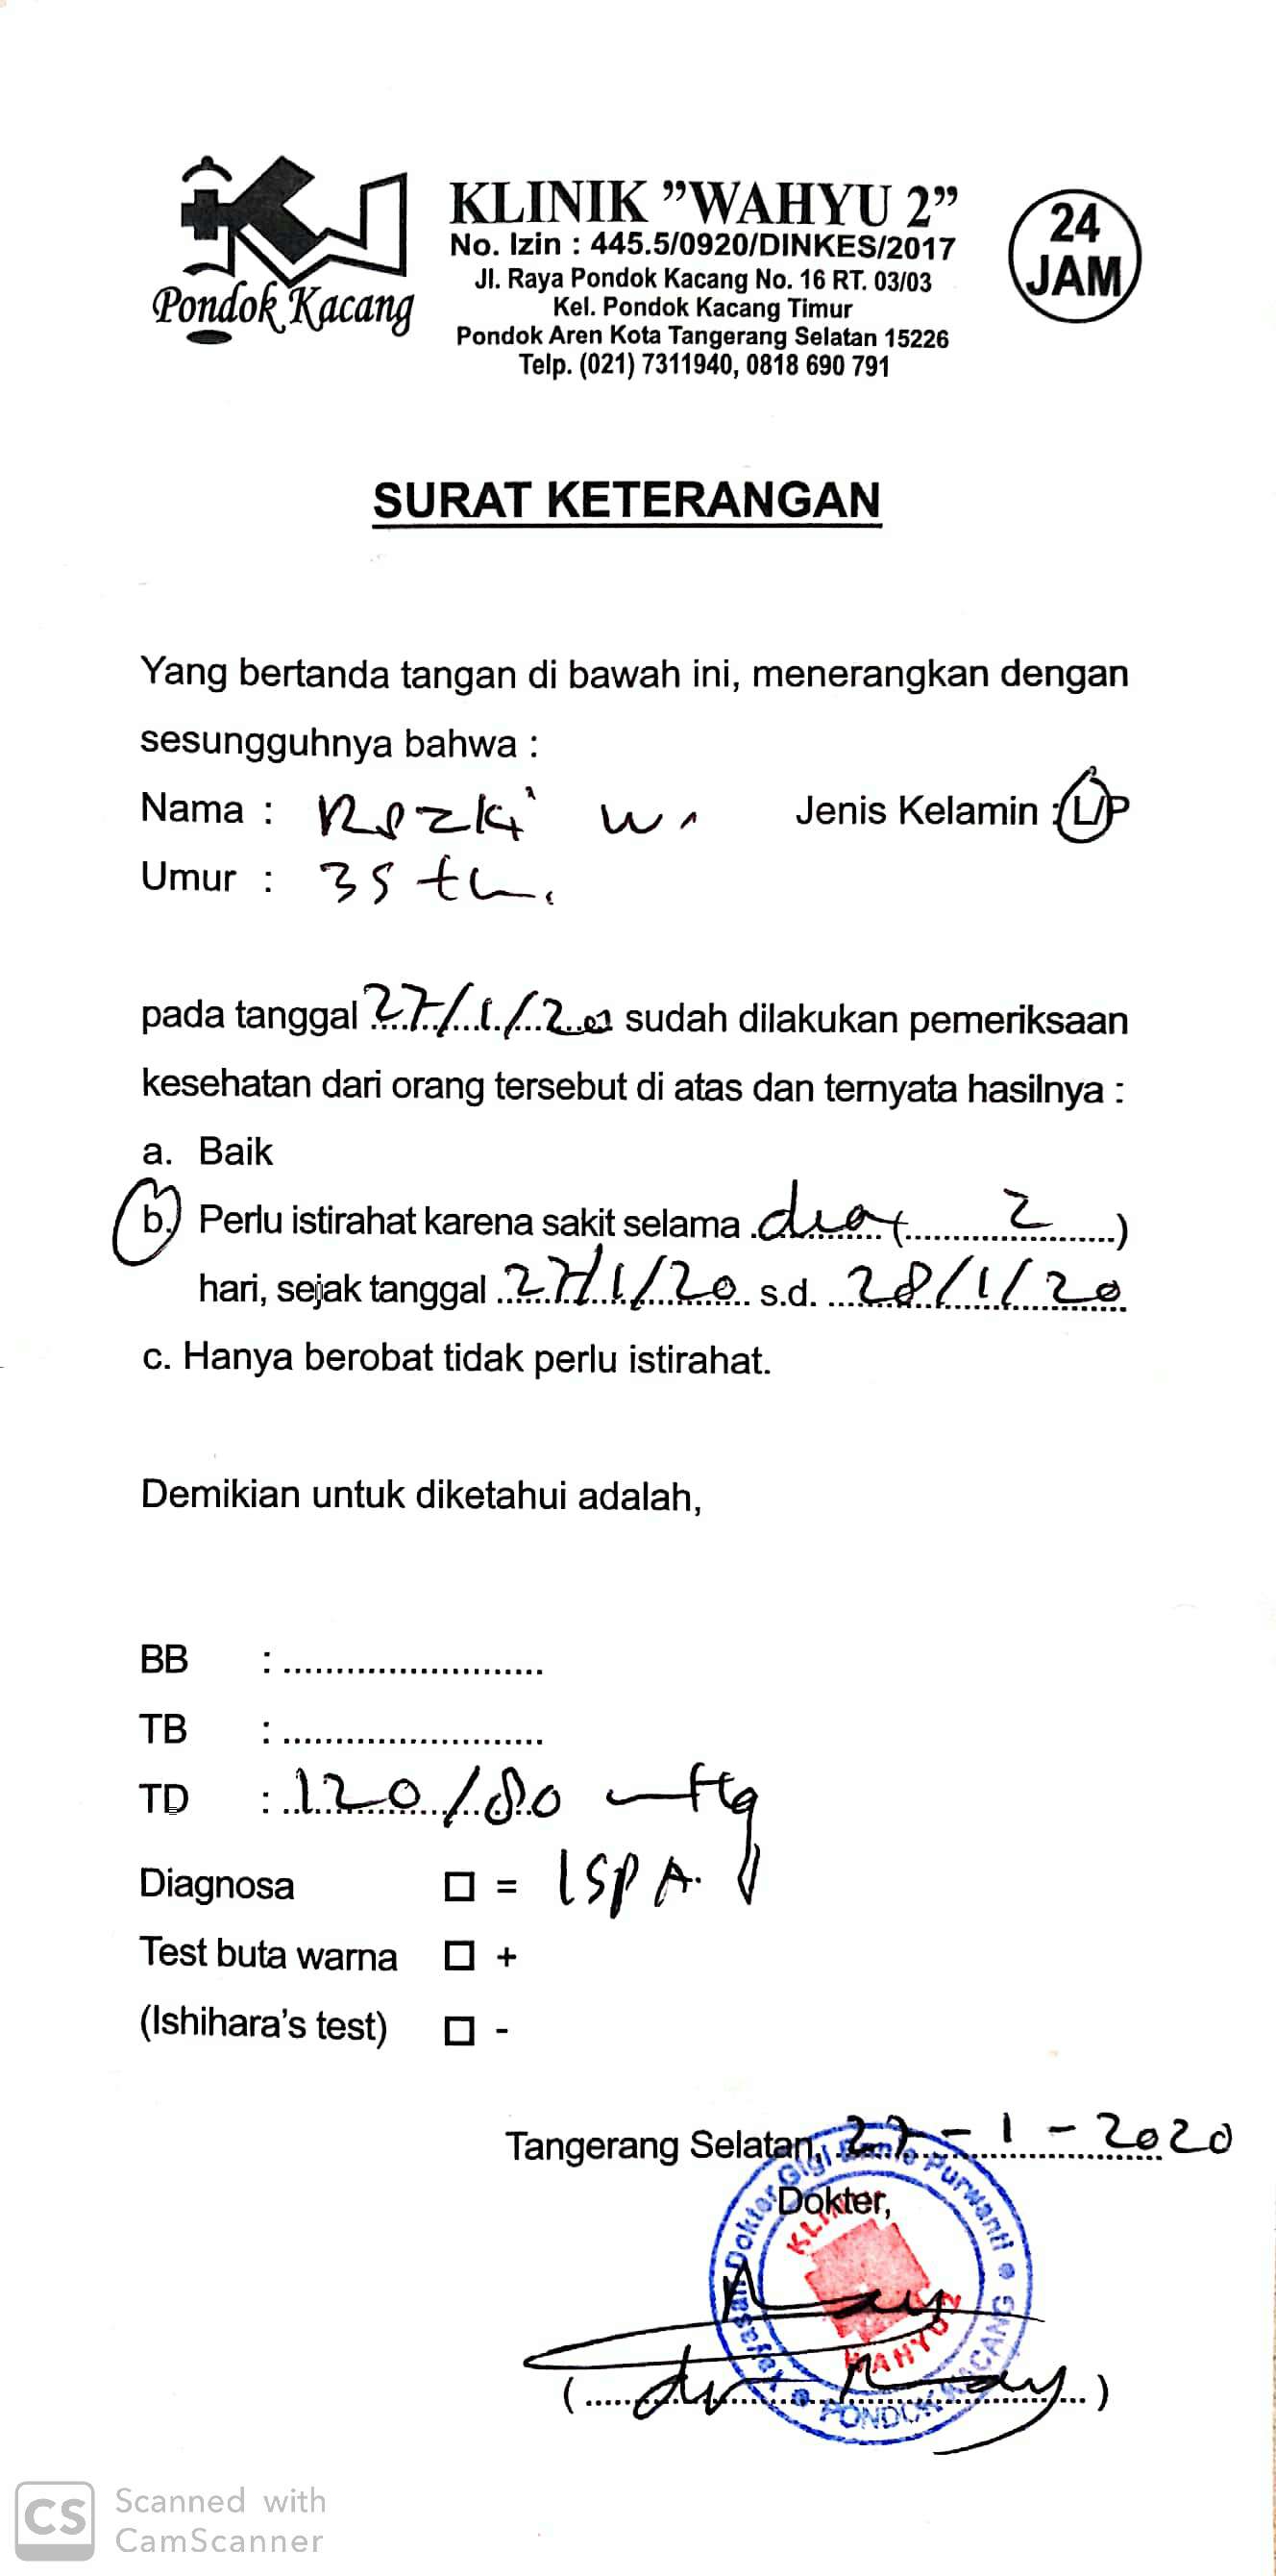 Pondok Kacang
KLINIK ”WAHYU 2”
No. Izin : 445.5/0920/DINKES/2017
Jl. Raya Pondok Kacang No. 16 RT. 03/03
Kel. Pondok Kacang Timur
Pondok Aren Kota Tangerang Selatan 15226
Telp. (021) 7311940, 0818 690 791
24
JAM
SURAT KETERANGAN
Yang bertanda tangan di bawah ini, menerangkan dengan
sesungguhnya bahwa :
Nama : W. Jenis Kelamin : L/P
Umur : 35 th.
pada tanggal 27/1/20 sudah dilakukan pemeriksaan
kesehatan dari orang tersebut di atas dan ternyata hasilnya :
a. Baik
b. Perlu istirahat karena sakit selama dua (2)
hari, sejak tanggal 27/1/20 s.d. 28/1/20
c. Hanya berobat tidak perlu istirahat.
Demikian untuk diketahui adalah,
BB :
TB :
TD : 120/80 mmHg
Diagnosa □ = ISPA.
Test buta warna □ +
(Ishihara's test) □ -
Tangerang Selatan, 27-1-2020
Dokter,
Yayasan Dokter Gigi Purwanti
PONDOK KACANG
KLINIK
WAHYU 2
(dr )
CS
Scanned with
CamScanner